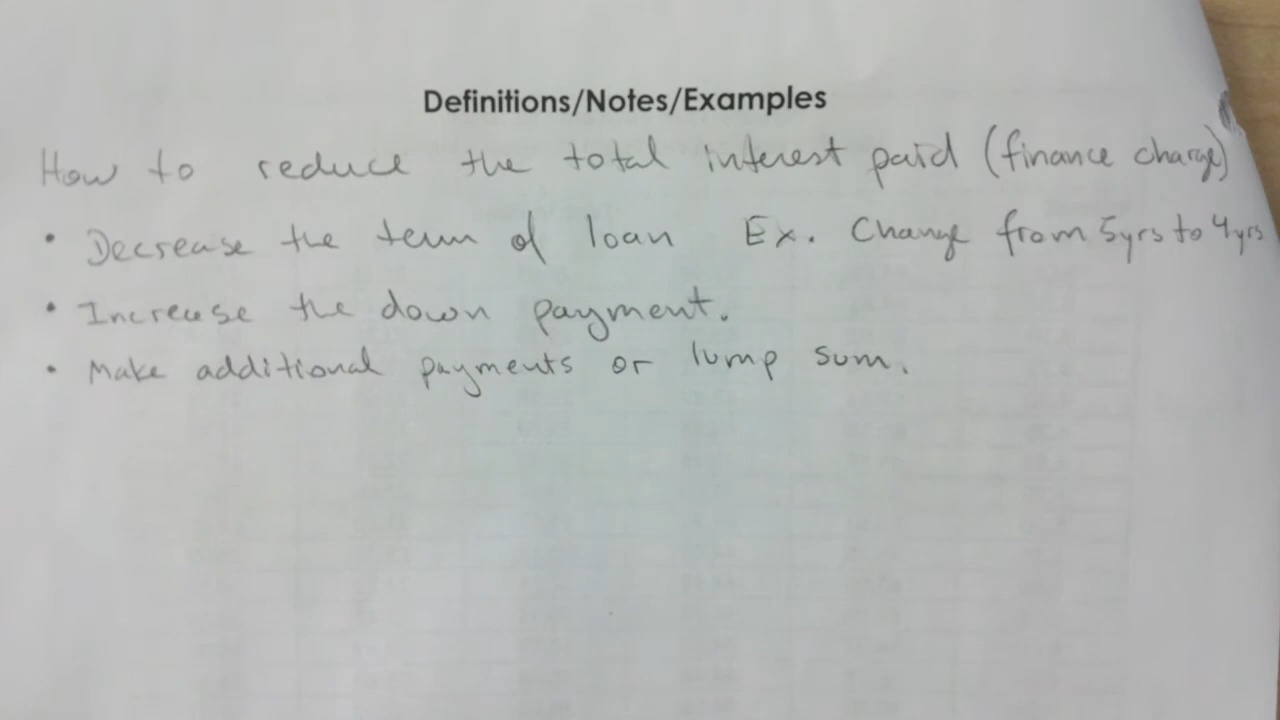 Definitions/Notes/Examples
How to reduce the total interest paid (finance charge)
• Decrease the term of loan Ex. Change from 5yrs to 4yrs
• Increase the down payment.
• Make additional payments or lump sum.